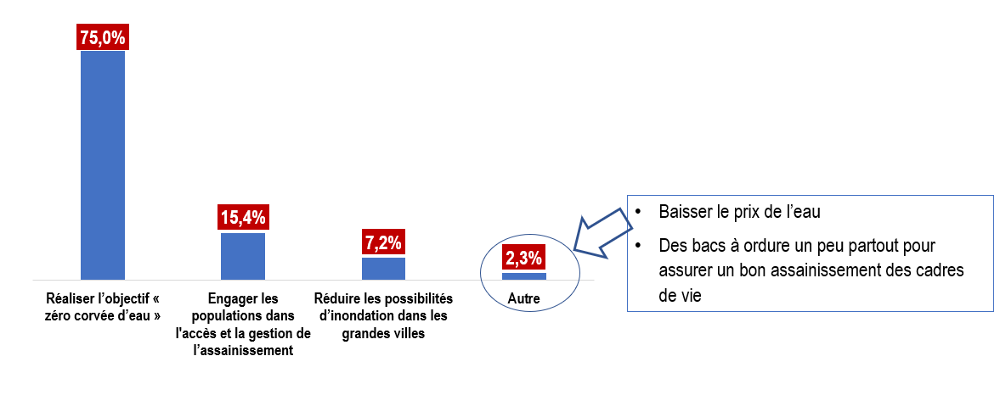 75,0%
15,4%
7,2%
2,3%
Réaliser l’objectif «
zéro corvée d’eau »
Engager les
populations dans
l'accès et la gestion de
l’assainissement
Réduire les possibilités
d’inondation dans les
grandes villes
Autre
• Baisser le prix de l’eau
• Des bacs à ordure un peu partout pour
assurer un bon assainissement des cadres
de vie